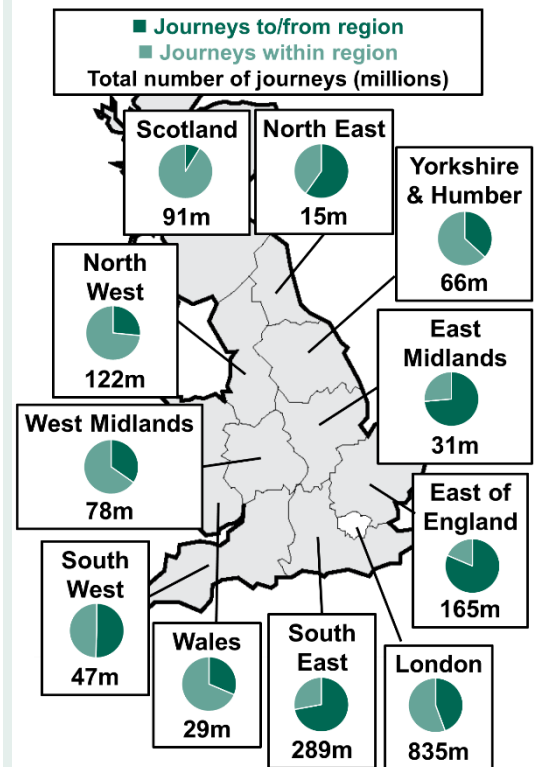 Journeys to/from region
Journeys within region
Total number of journeys (millions)
Scotland
91m
North East
15m
Yorkshire
& Humber
66m
North
West
122m
East
Midlands
31m
West Midlands
78m
East of
England
165m
South
West
47m
Wales
29m
South
East
289m
London
835m